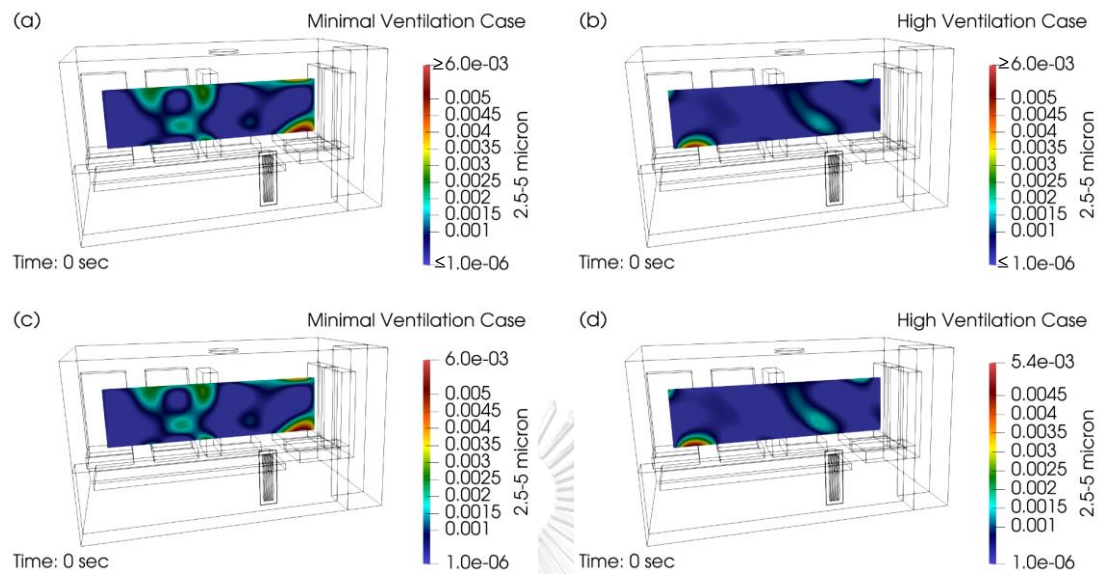 (a)
Minimal Ventilation Case
≥6.0e-03
0.005
0.0045
0.004
0.0035
0.003
0.0025
0.002
0.0015
0.001
≤1.0e-06
2.5-5 micron
Time: 0 sec
(b)
High Ventilation Case
≥6.0e-03
0.005
0.0045
0.004
0.0035
0.003
0.0025
0.002
0.0015
0.001
≤1.0e-06
2.5-5 micron
Time: 0 sec
(c)
Minimal Ventilation Case
6.0e-03
0.005
0.0045
0.004
0.0035
0.003
0.0025
0.002
0.0015
0.001
1.0e-06
2.5-5 micron
Time: 0 sec
(d)
High Ventilation Case
5.4e-03
0.0045
0.004
0.0035
0.003
0.0025
0.002
0.0015
0.001
1.0e-06
2.5-5 micron
Time: 0 sec